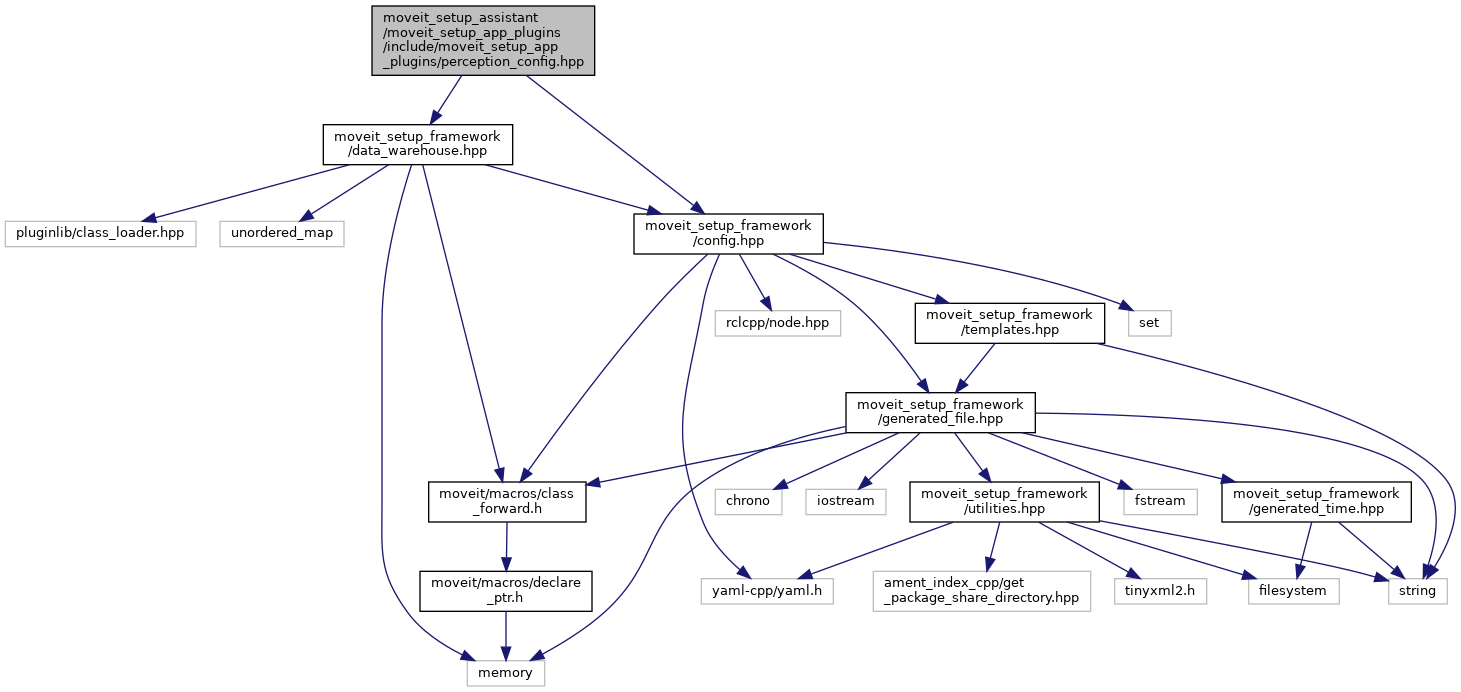 moveit_setup_assistant
/moveit_setup_app_plugins
/include/moveit_setup_app
_plugins/perception_config.hpp
moveit_setup_framework
/data_warehouse.hpp
pluginlib/class_loader.hpp
unordered_map
moveit_setup_framework
/config.hpp
rclcpp/node.hpp
moveit_setup_framework
/templates.hpp
set
moveit_setup_framework
/generated_file.hpp
moveit/macros/class
_forward.h
chrono
iostream
moveit_setup_framework
/utilities.hpp
fstream
moveit_setup_framework
/generated_time.hpp
moveit/macros/declare
_ptr.h
yaml-cpp/yaml.h
ament_index_cpp/get
_package_share_directory.hpp
tinyxml2.h
filesystem
string
memory